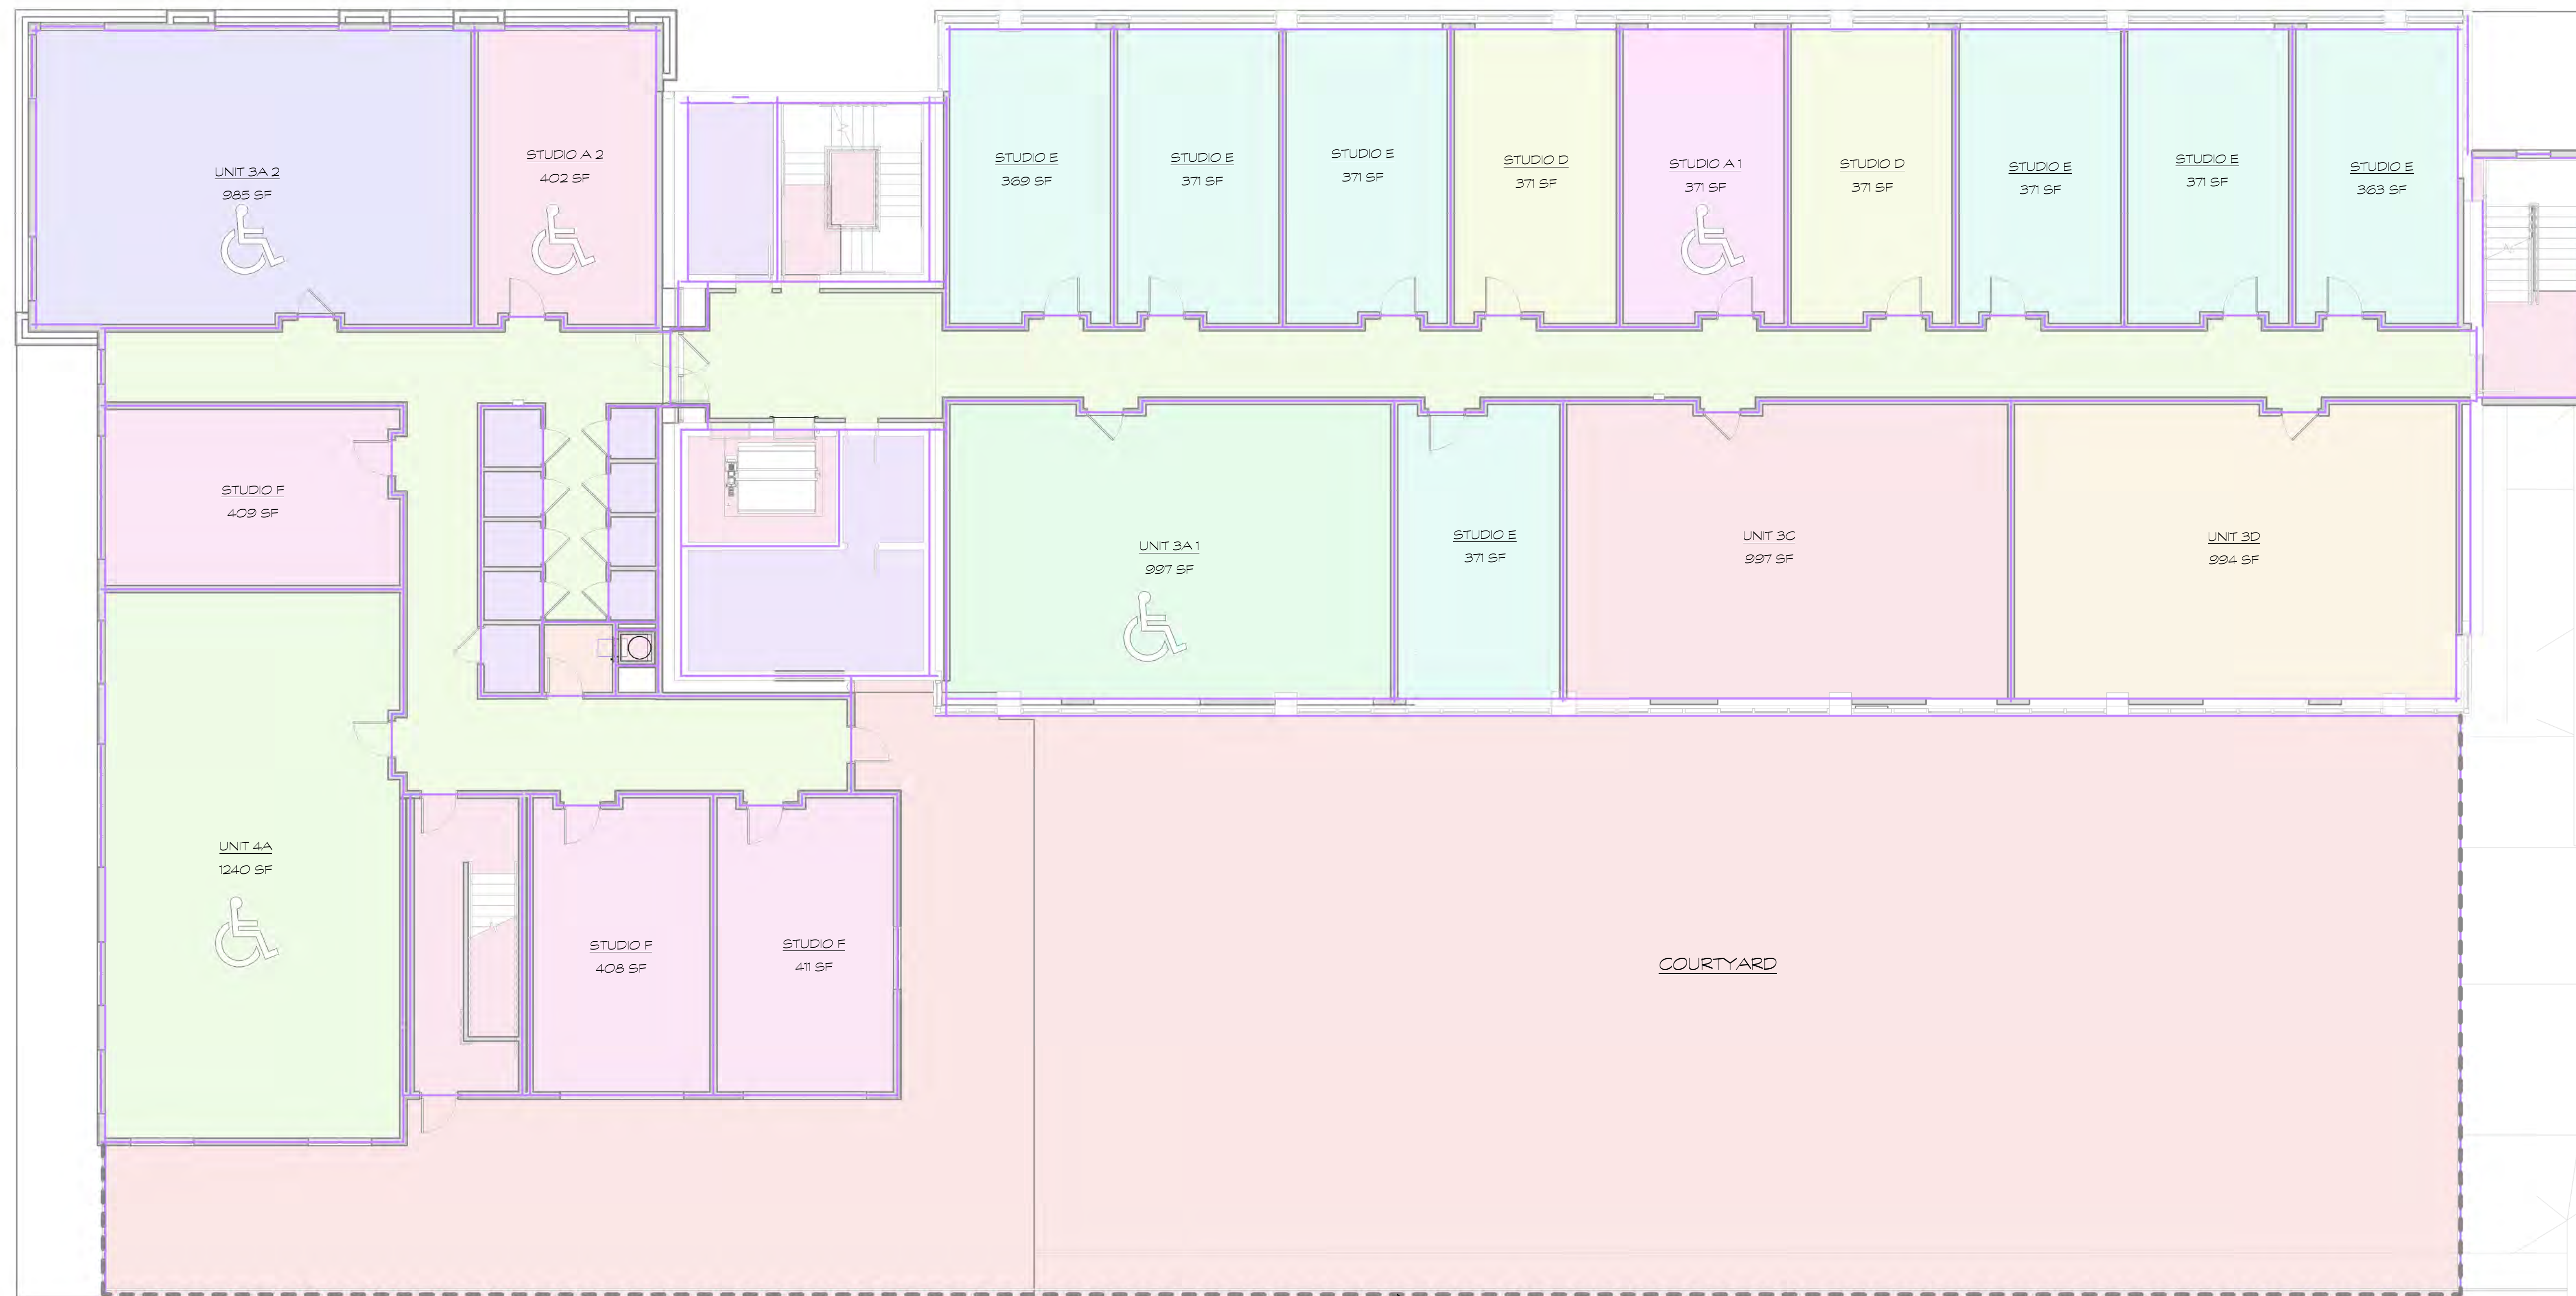 UNIT 3A 2
985 SF
STUDIO A 2
402 SF
STUDIO E
369 SF
STUDIO E
371 SF
STUDIO E
371 SF
STUDIO D
371 SF
STUDIO A 1
371 SF
STUDIO D
371 SF
STUDIO E
371 SF
STUDIO E
371 SF
STUDIO E
363 SF
STUDIO F
409 SF
UNIT 3A 1
997 SF
STUDIO E
371 SF
UNIT 3C
997 SF
UNIT 3D
994 SF
UNIT 4A
1240 SF
STUDIO F
408 SF
STUDIO F
411 SF
COURTYARD